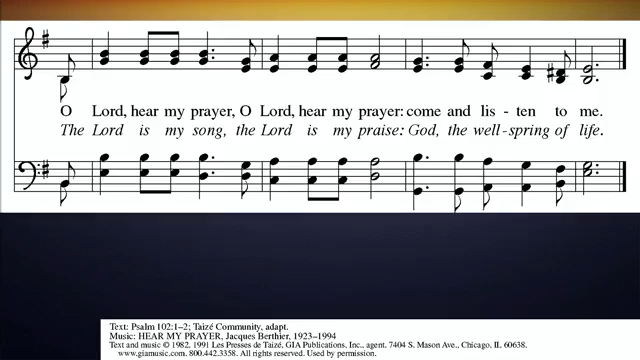 O Lord, hear my prayer, O Lord, hear my prayer: come and lis - ten to me.
The Lord is my song, the Lord is my praise: God, the well - spring of life.
Text: Psalm 102:1–2; Taizé Community, adapt.
Music: HEAR MY PRAYER, Jacques Berthier, 1923–1994
Text and music © 1982, 1991 Les Presses de Taizé, GIA Publications, Inc., agent. 7404 S. Mason Ave., Chicago, IL 60638.
www.giamusic.com. 800.442.3358. All rights reserved. Used by permission.